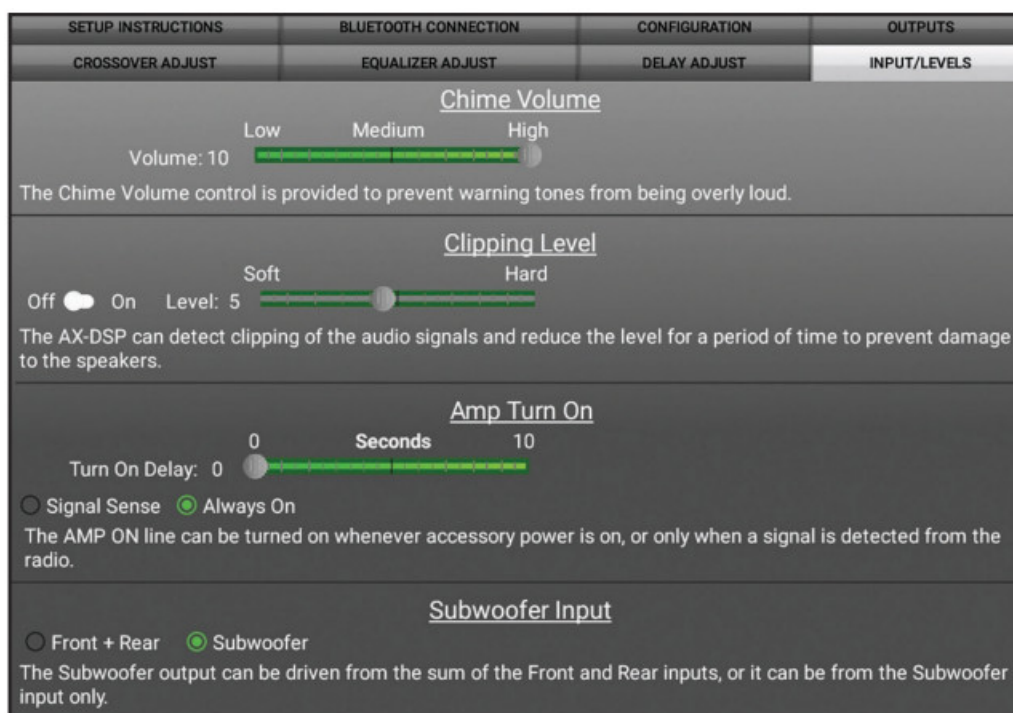 SETUP INSTRUCTIONS BLUETOOTH CONNECTION CONFIGURATION OUTPUTS
CROSSOVER ADJUST EQUALIZER ADJUST DELAY ADJUST INPUT/LEVELS
Chime Volume
Low Medium High
Volume: 10
The Chime Volume control is provided to prevent warning tones from being overly loud.
Clipping Level
Soft Hard
Off On Level: 5
The AX-DSP can detect clipping of the audio signals and reduce the level for a period of time to prevent damage
to the speakers.
Amp Turn On
0 Seconds 10
Turn On Delay: 0
Signal Sense Always On
The AMP ON line can be turned on whenever accessory power is on, or only when a signal is detected from the
radio.
Subwoofer Input
Front + Rear Subwoofer
The Subwoofer output can be driven from the sum of the Front and Rear inputs, or it can be from the Subwoofer
input only.